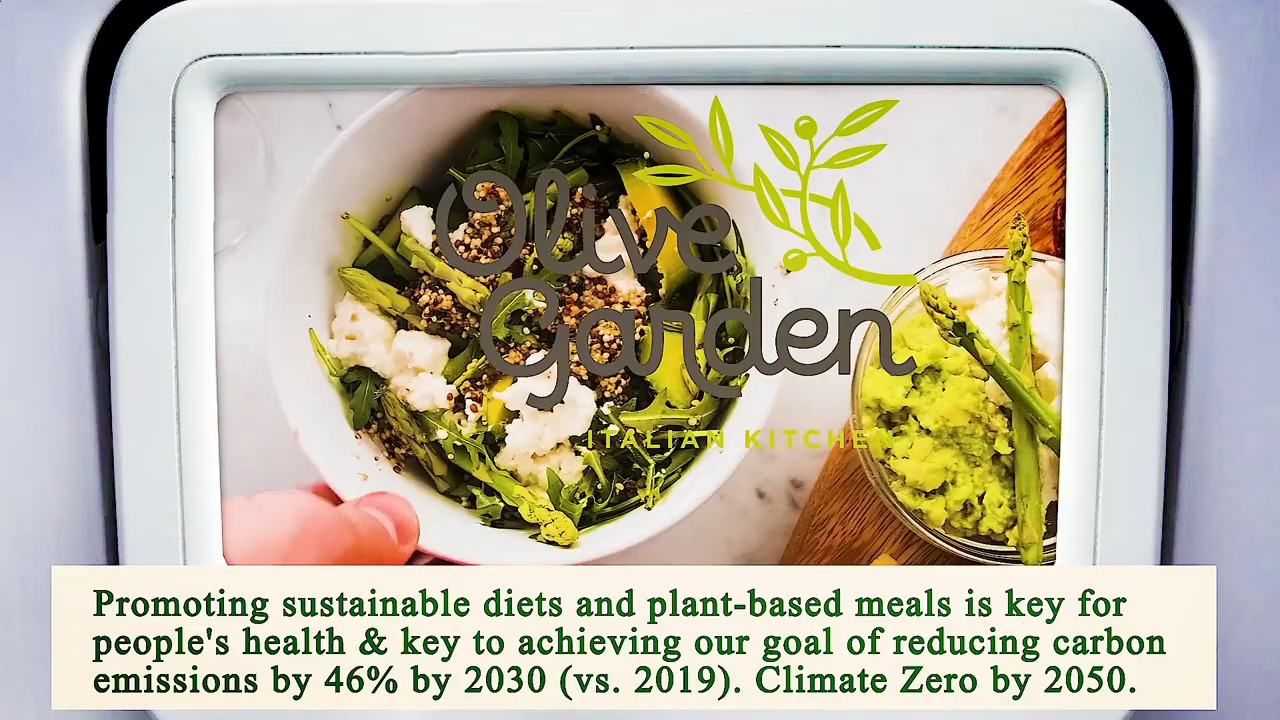 Olive
Garden
ITALIAN KITCHEN
Promoting sustainable diets and plant-based meals is key for
people's health & key to achieving our goal of reducing carbon
emissions by 46% by 2030 (vs. 2019). Climate Zero by 2050.